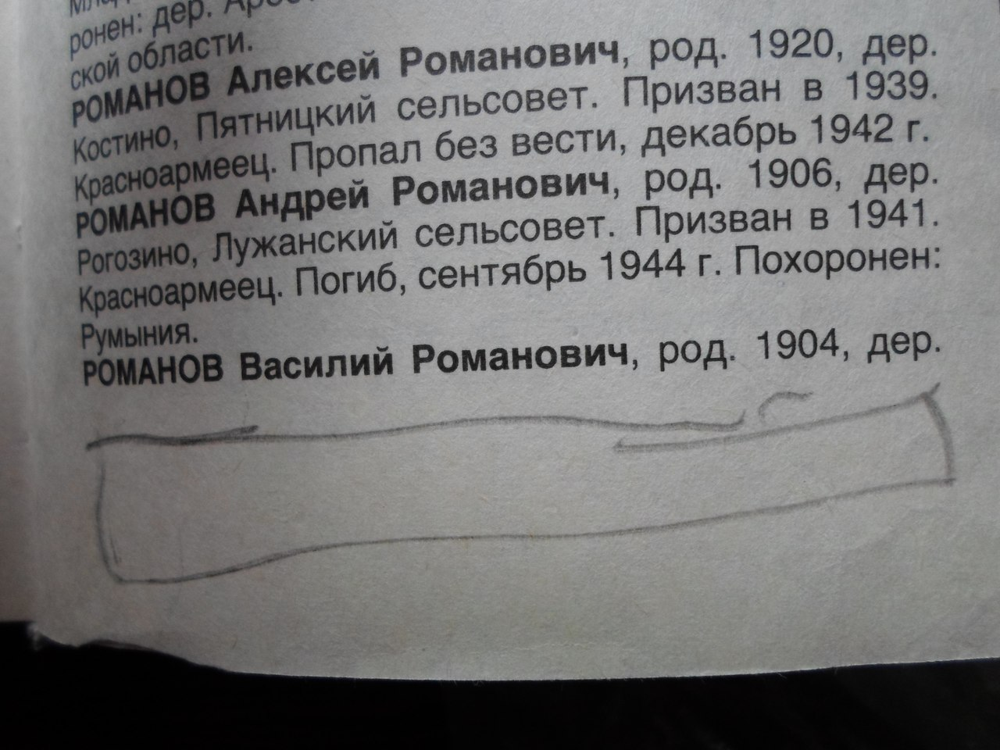 ронен: дер.
ской области.
РОМАНОВ Алексей Романович, род. 1920, дер.
Костино, Пятницкий сельсовет. Призван в 1939.
Красноармеец. Пропал без вести, декабрь 1942 г.
РОМАНОВ Андрей Романович, род. 1906, дер.
Рогозино, Лужанский сельсовет. Призван в 1941.
Красноармеец. Погиб, сентябрь 1944 г. Похоронен:
Румыния.
РОМАНОВ Василий Романович, род. 1904, дер.